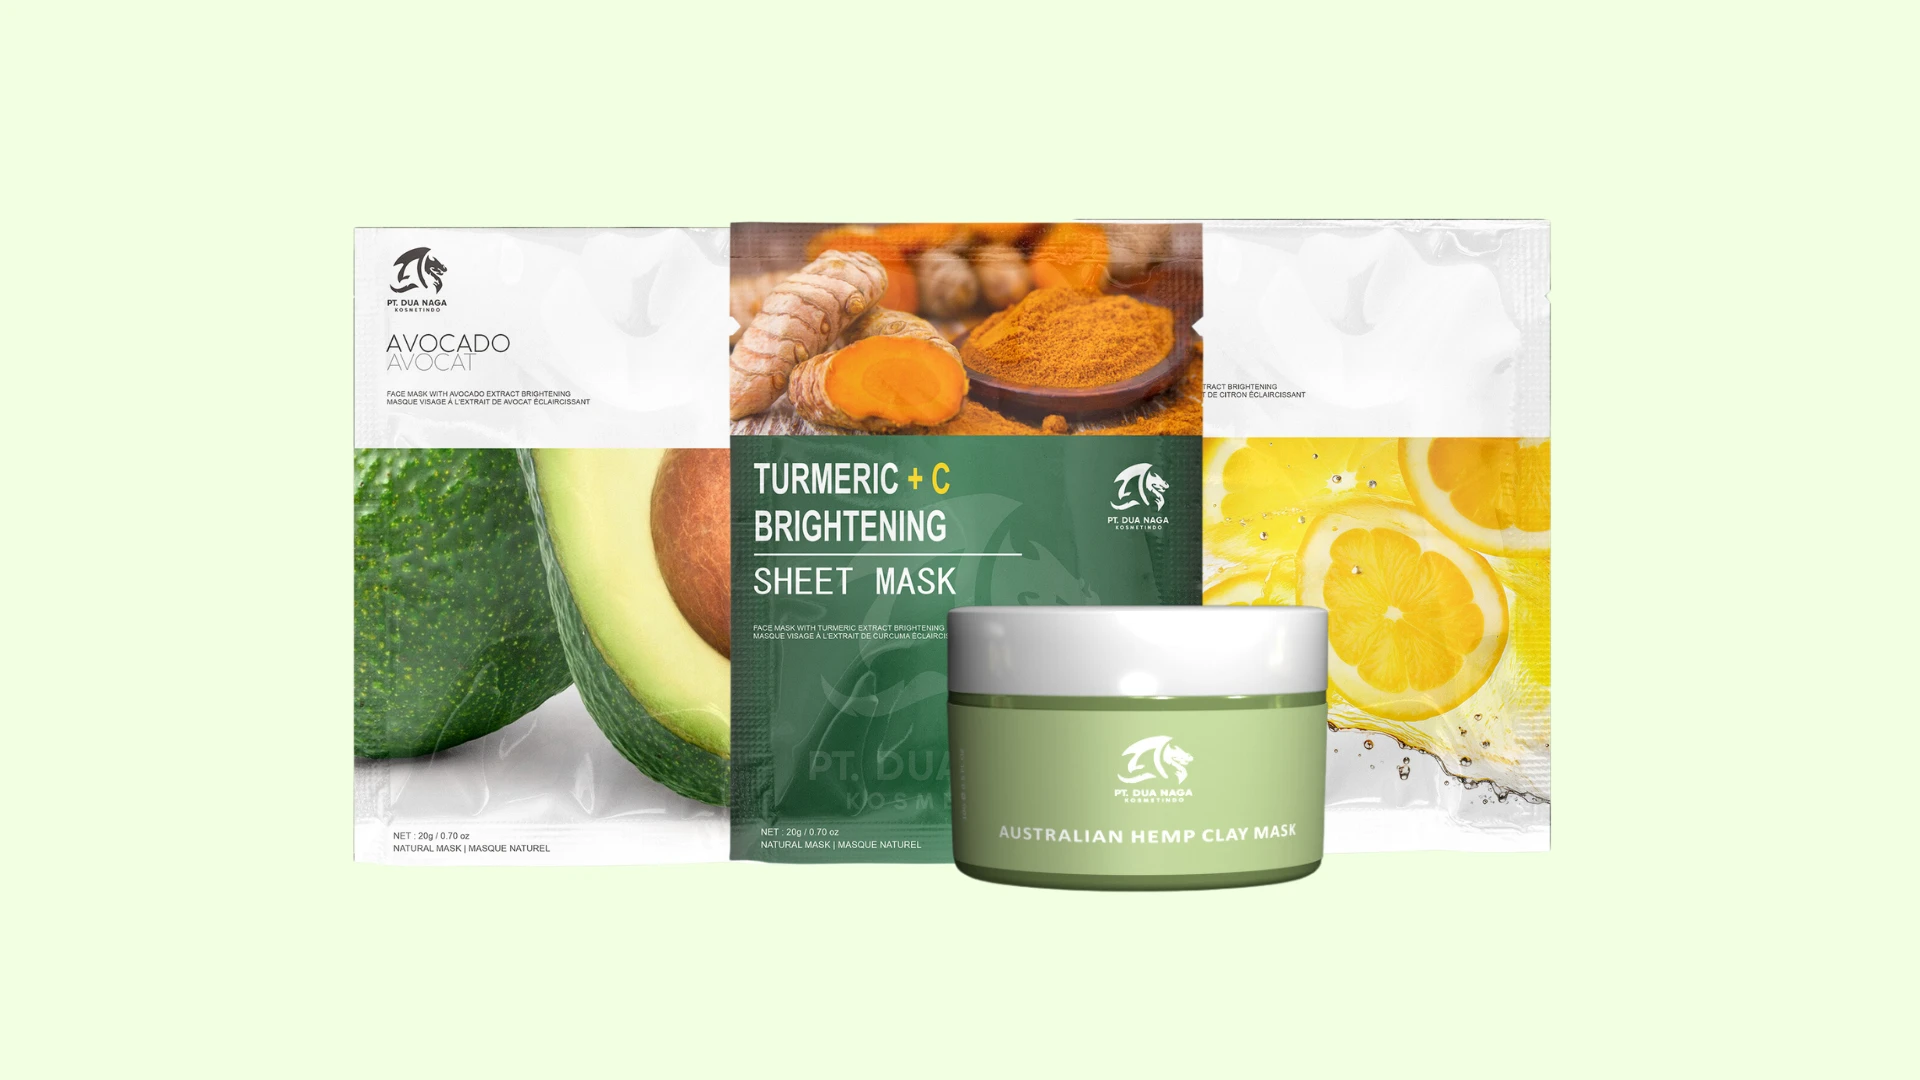 PT. DUA NAGA
KOSMETINDO
AVOCADO
AVOCAT
FACE MASK WITH AVOCADO EXTRACT BRIGHTENING
MASQUE VISAGE À L'EXTRAIT DE AVOCAT ÉCLAIRCISSANT
NET : 20g / 0.70 oz
NATURAL MASK | MASQUE NATUREL
TURMERIC + C
BRIGHTENING
SHEET MASK
PT. DUA NAGA
KOSMETINDO
FACE MASK WITH TURMERIC EXTRACT BRIGHTENING
MASQUE VISAGE À L'EXTRAIT DE CURCUMA ÉCLAIRCI
PT. DUA
KOSME
NET : 20g / 0.70 oz
NATURAL MASK | MASQUE NATUREL
TRACT BRIGHTENING
T DE CITRON ÉCLAIRCISSANT
PT. DUA NAGA
KOSMETINDO
AUSTRALIAN HEMP CLAY MASK